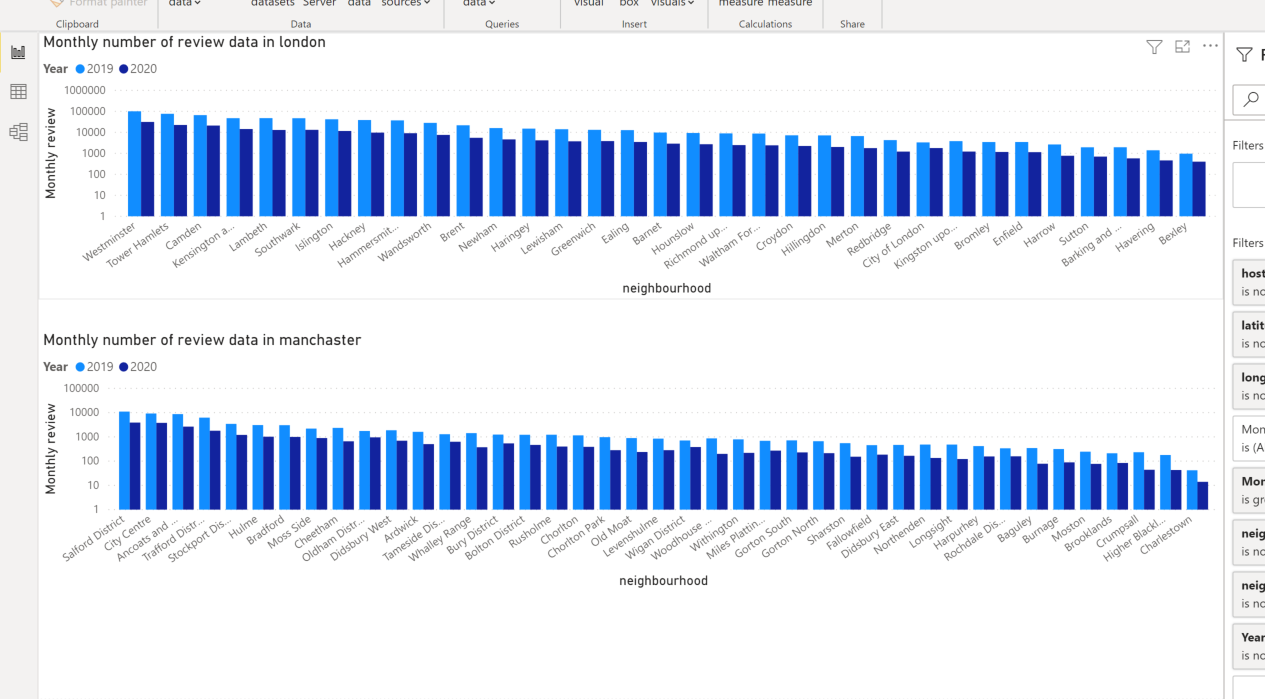 Format painter
data
datasets Server data sources
data
visual box visuals
measure measure
Clipboard
Data
Queries
Insert
Calculations
Share
Monthly number of review data in london
Year 2019 2020
Monthly review
1000000
100000
10000
1000
100
10
1
Westminster
Tower Hamlets
Camden
Kensington a...
Lambeth
Southwark
Islington
Hackney
Hammersmit...
Wandsworth
Brent
Newham
Haringey
Lewisham
Greenwich
Ealing
Barnet
Hounslow
Richmond up...
Waltham For...
Croydon
Hillingdon
Merton
Redbridge
City of London
Kingston upo...
Bromley
Enfield
Harrow
Sutton
Barking and ...
Havering
Bexley
neighbourhood
Monthly number of review data in manchaster
Year 2019 2020
Monthly review
100000
10000
1000
100
10
1
Salford District
City Centre
Ancoats and ...
Trafford Distr...
Stockport Dis...
Hulme
Bradford
Moss Side
Cheetham
Oldham Distr...
Didsbury West
Ardwick
Tameside Dis...
Whalley Range
Bury District
Bolton District
Rusholme
Chorlton
Chorlton Park
Old Moat
Levenshulme
Wigan District
Woodhouse ...
Withington
Miles Plattin...
Gorton South
Gorton North
Sharston
Fallowfield
Didsbury East
Northenden
Longsight
Harpurhey
Rochdale Dis...
Baguley
Burnage
Moston
Brooklands
Crumpsall
Higher Blackl...
Charlestown
neighbourhood
Filters
Filters
host
is no
latit
is no
long
is no
Mon
is (A
Mor
is gr
neig
is no
neig
is no
Year
is no